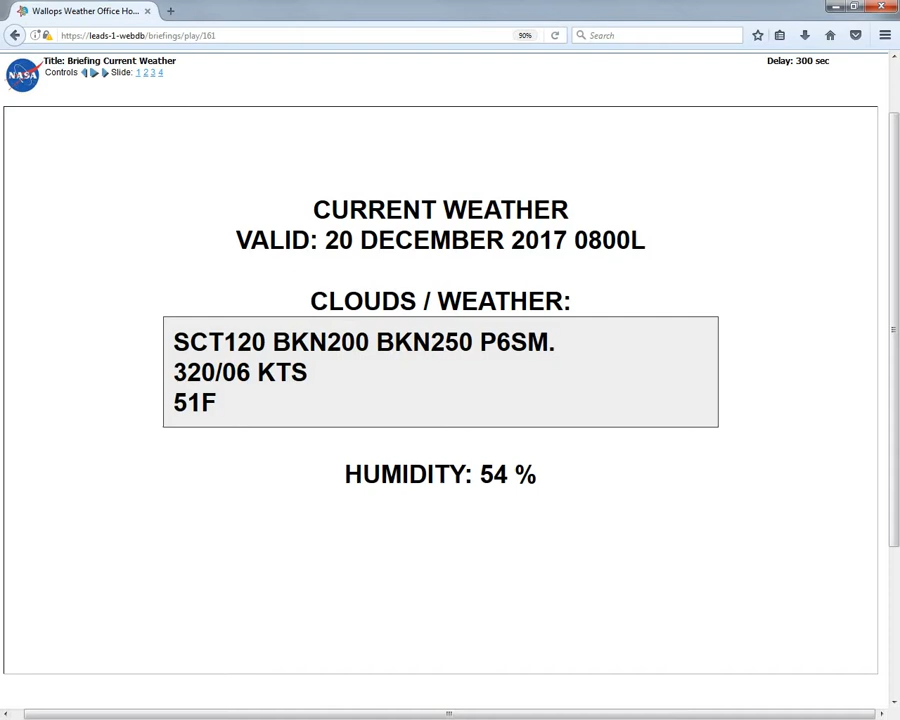 Wallops Weather Office Ho...
https://leads-1-webdb/briefings/play/161
90%
Search
NASA
Title: Briefing Current Weather
Delay: 300 sec
Controls
Slide: 1 2 3 4
CURRENT WEATHER
VALID: 20 DECEMBER 2017 0800L
CLOUDS / WEATHER:
SCT120 BKN200 BKN250 P6SM.
320/06 KTS
51F
HUMIDITY: 54 %